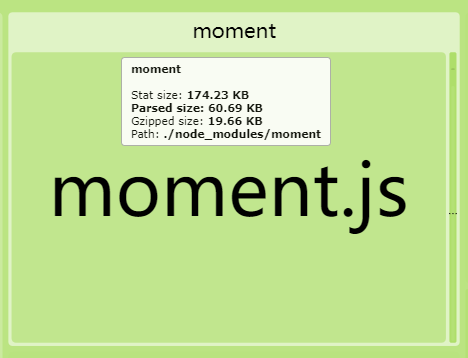 moment
moment
Stat size: 174.23 KB
Parsed size: 60.69 KB
Gzipped size: 19.66 KB
Path: ./node_modules/moment
moment.js
...